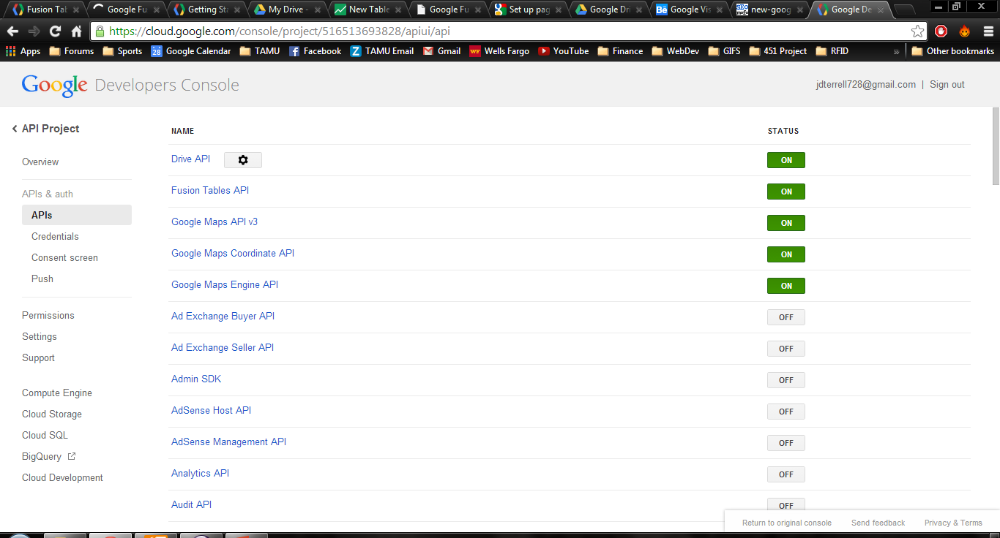 Fusion Tab Google Fu Getting Sta My Drive - New Table Google Fu Set up pag Google Dri Google Vis new-goog Google De
https://cloud.google.com/console/project/516513693828/apiui/api
Apps Forums Sports 28 Google Calendar TAMU Facebook TAMU Email Gmail Wells Fargo YouTube Finance WebDev GIFS 451 Project RFID » Other bookmarks
Google Developers Console jdterrell728@gmail.com | Sign out
API Project
NAME STATUS
Overview
APIs & auth
APIs
Credentials
Consent screen
Push
Permissions
Settings
Support
Compute Engine
Cloud Storage
Cloud SQL
BigQuery
Cloud Development
Drive API ON
Fusion Tables API ON
Google Maps API v3 ON
Google Maps Coordinate API ON
Google Maps Engine API ON
Ad Exchange Buyer API OFF
Ad Exchange Seller API OFF
Admin SDK OFF
AdSense Host API OFF
AdSense Management API OFF
Analytics API OFF
Audit API OFF
Return to original console Send feedback Privacy & Terms